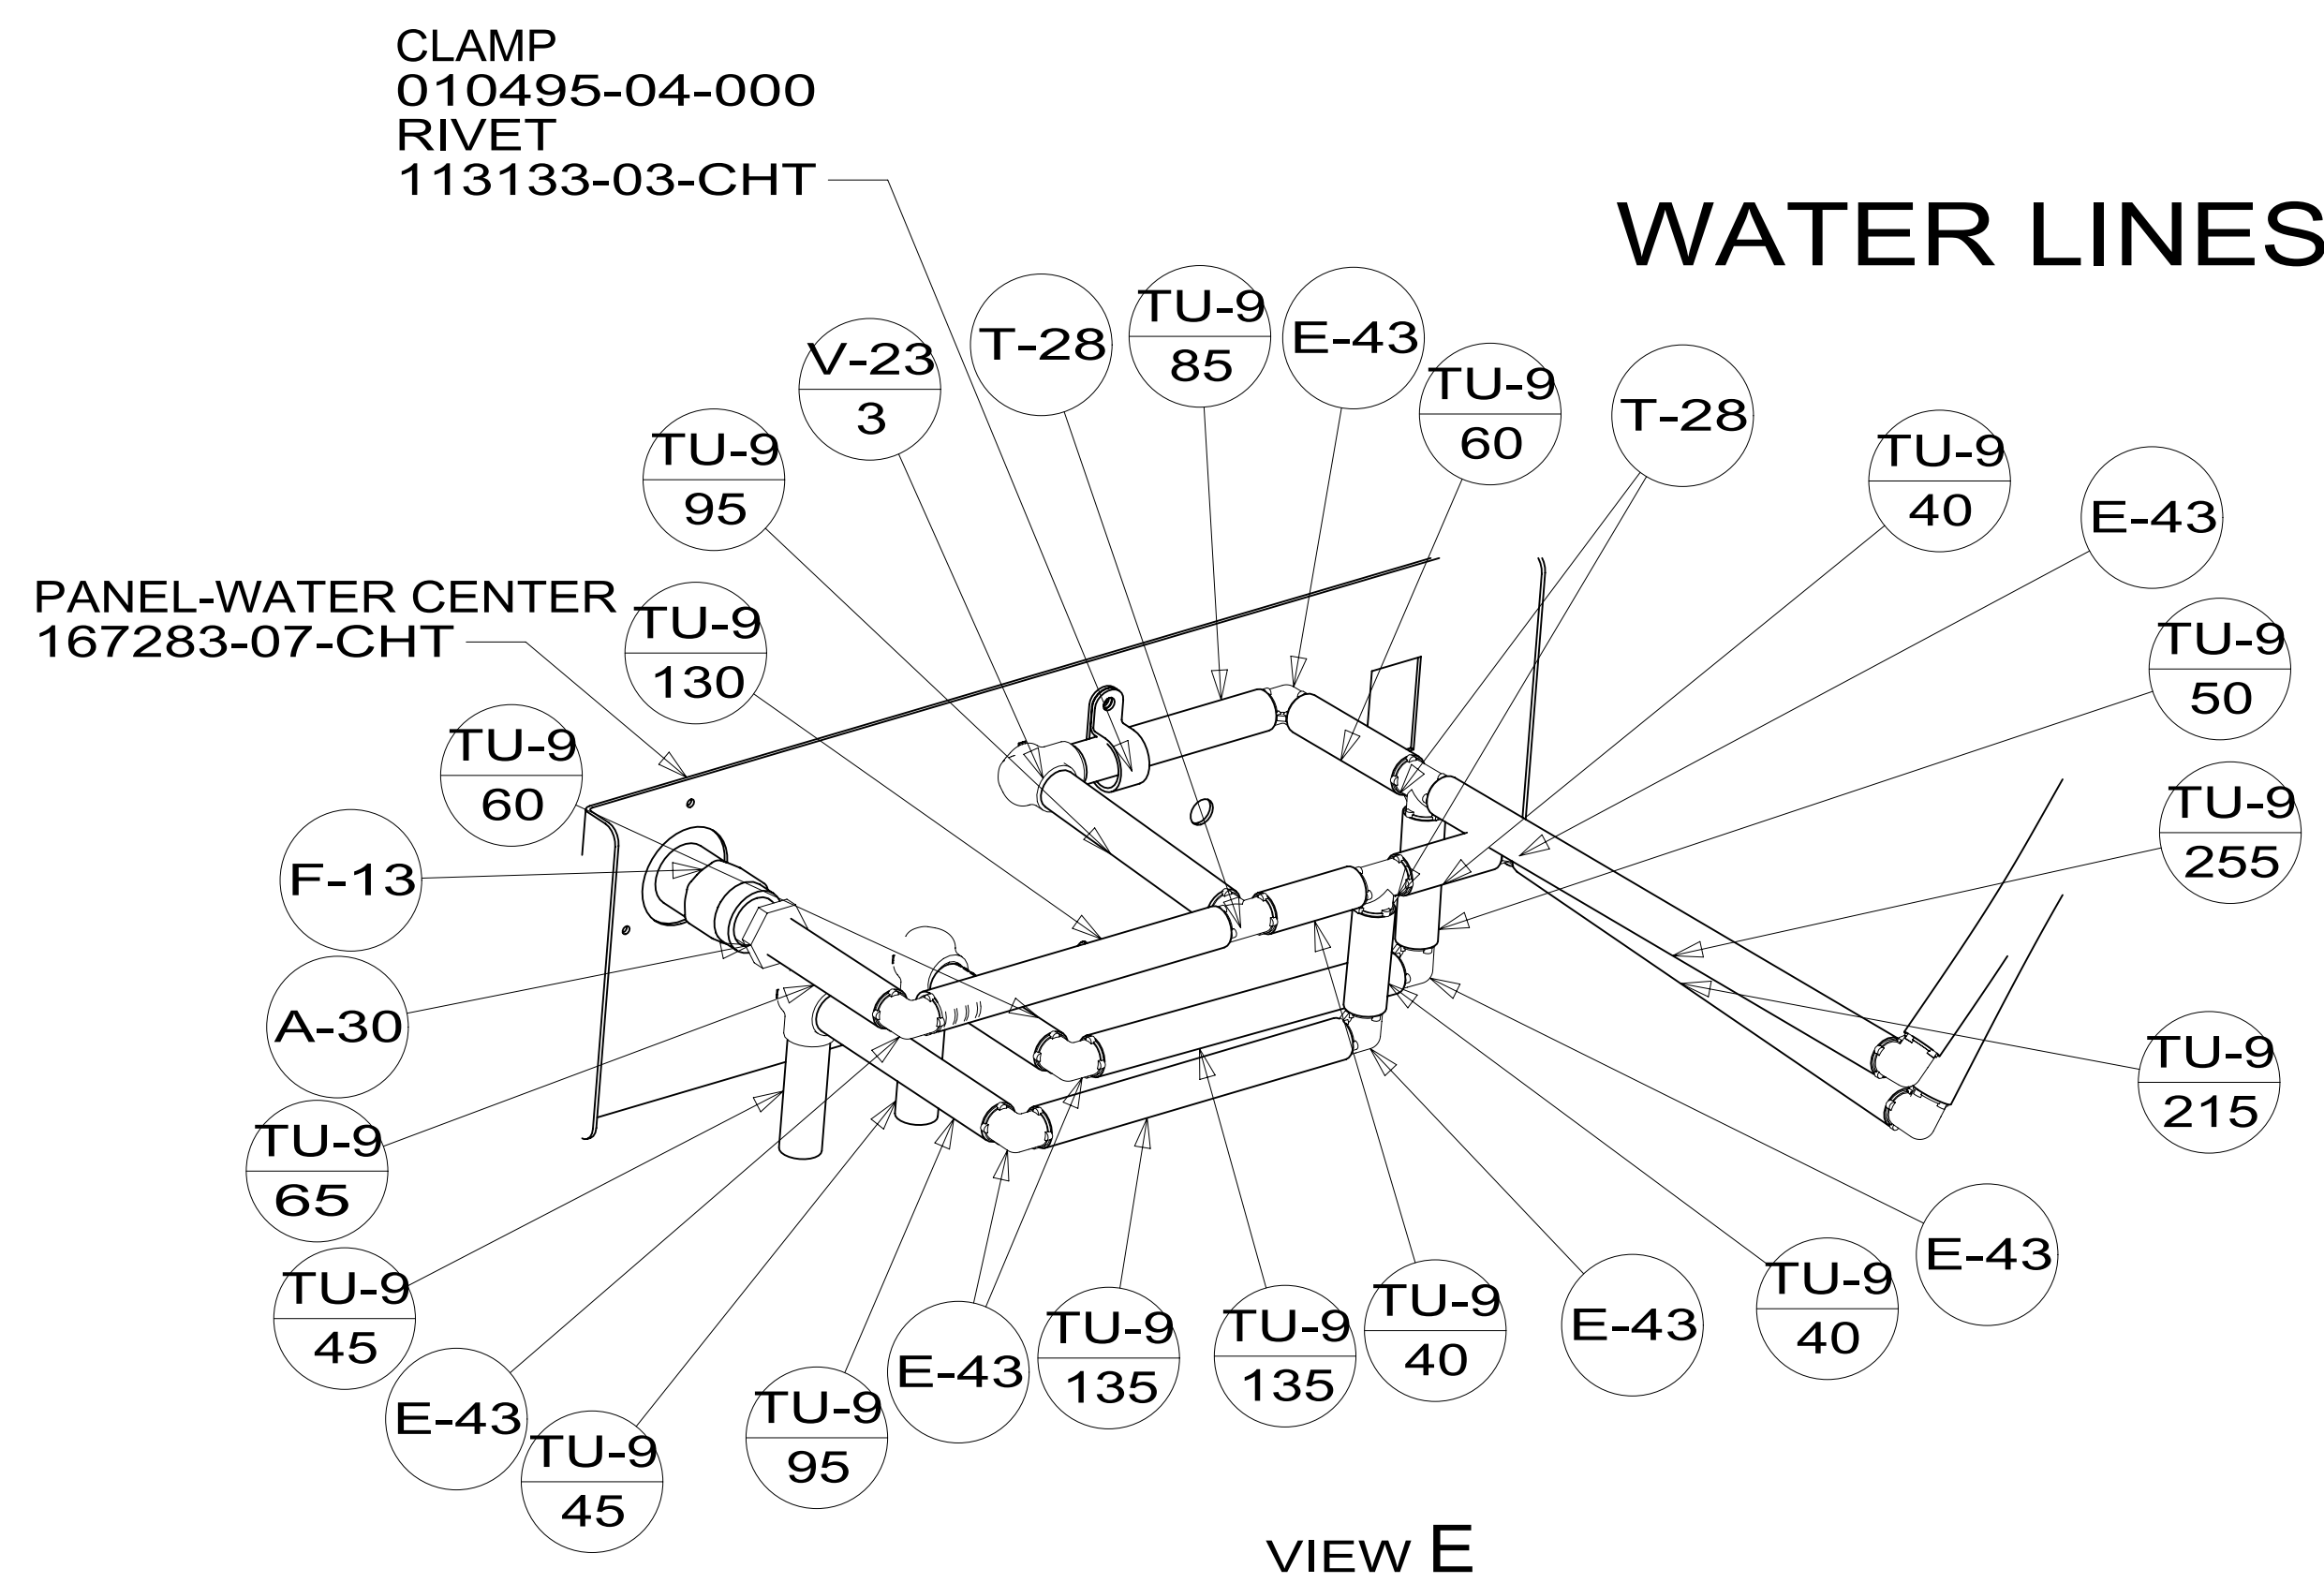 CLAMP
010495-04-000
RIVET
113133-03-CHT
WATER LINES
TU-9
85
E-43
T-28
V-23
3
TU-9
60
T-28
TU-9
95
TU-9
40
E-43
PANEL-WATER CENTER
167283-07-CHT
TU-9
130
TU-9
50
TU-9
60
TU-9
255
F-13
A-30
TU-9
215
TU-9
65
E-43
TU-9
45
TU-9
135
TU-9
135
TU-9
40
E-43
TU-9
40
E-43
E-43
TU-9
95
TU-9
45
VIEW E